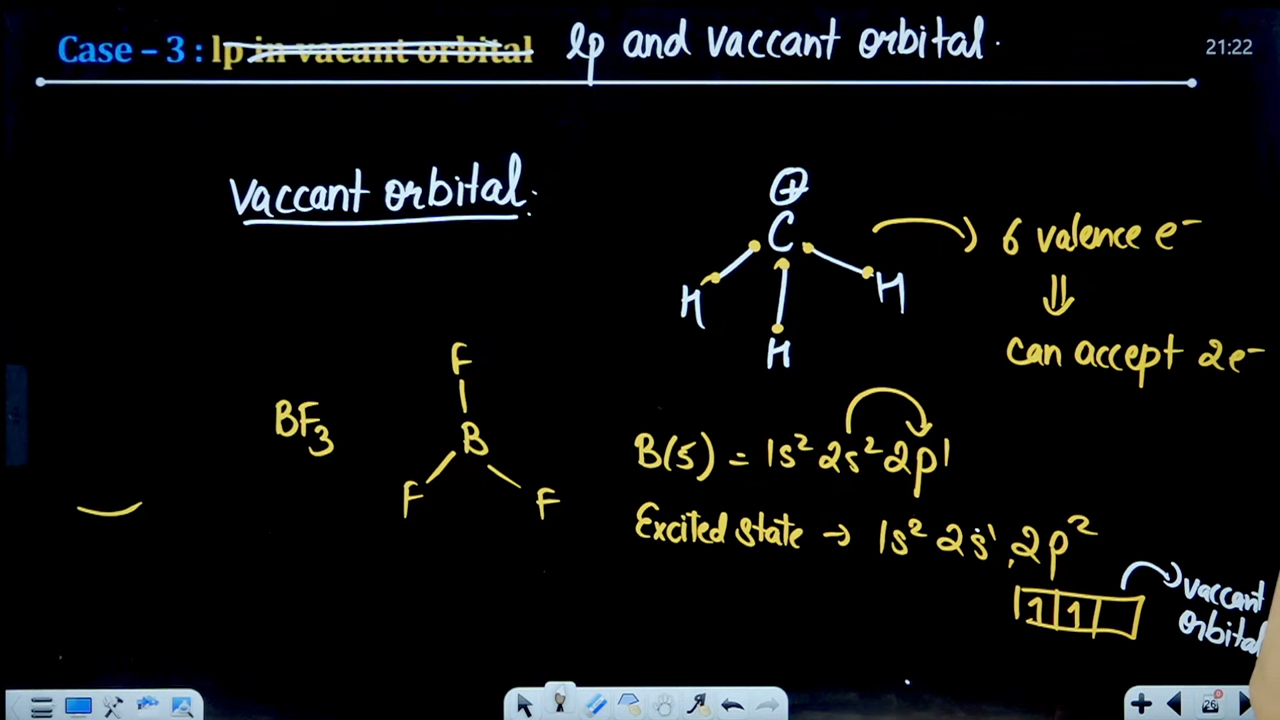 Case – 3 : lp in vacant orbital lp and vaccant orbital.
21:22
vaccant orbital:
⊕
C
H H
H
6 valence e⁻
⇓
can accept 2e⁻
BF₃
F
B
F F
B(5) = 1s² 2s² 2p¹
Excited state → 1s² 2s¹, 2p²
1 1
vaccant
orbital
26